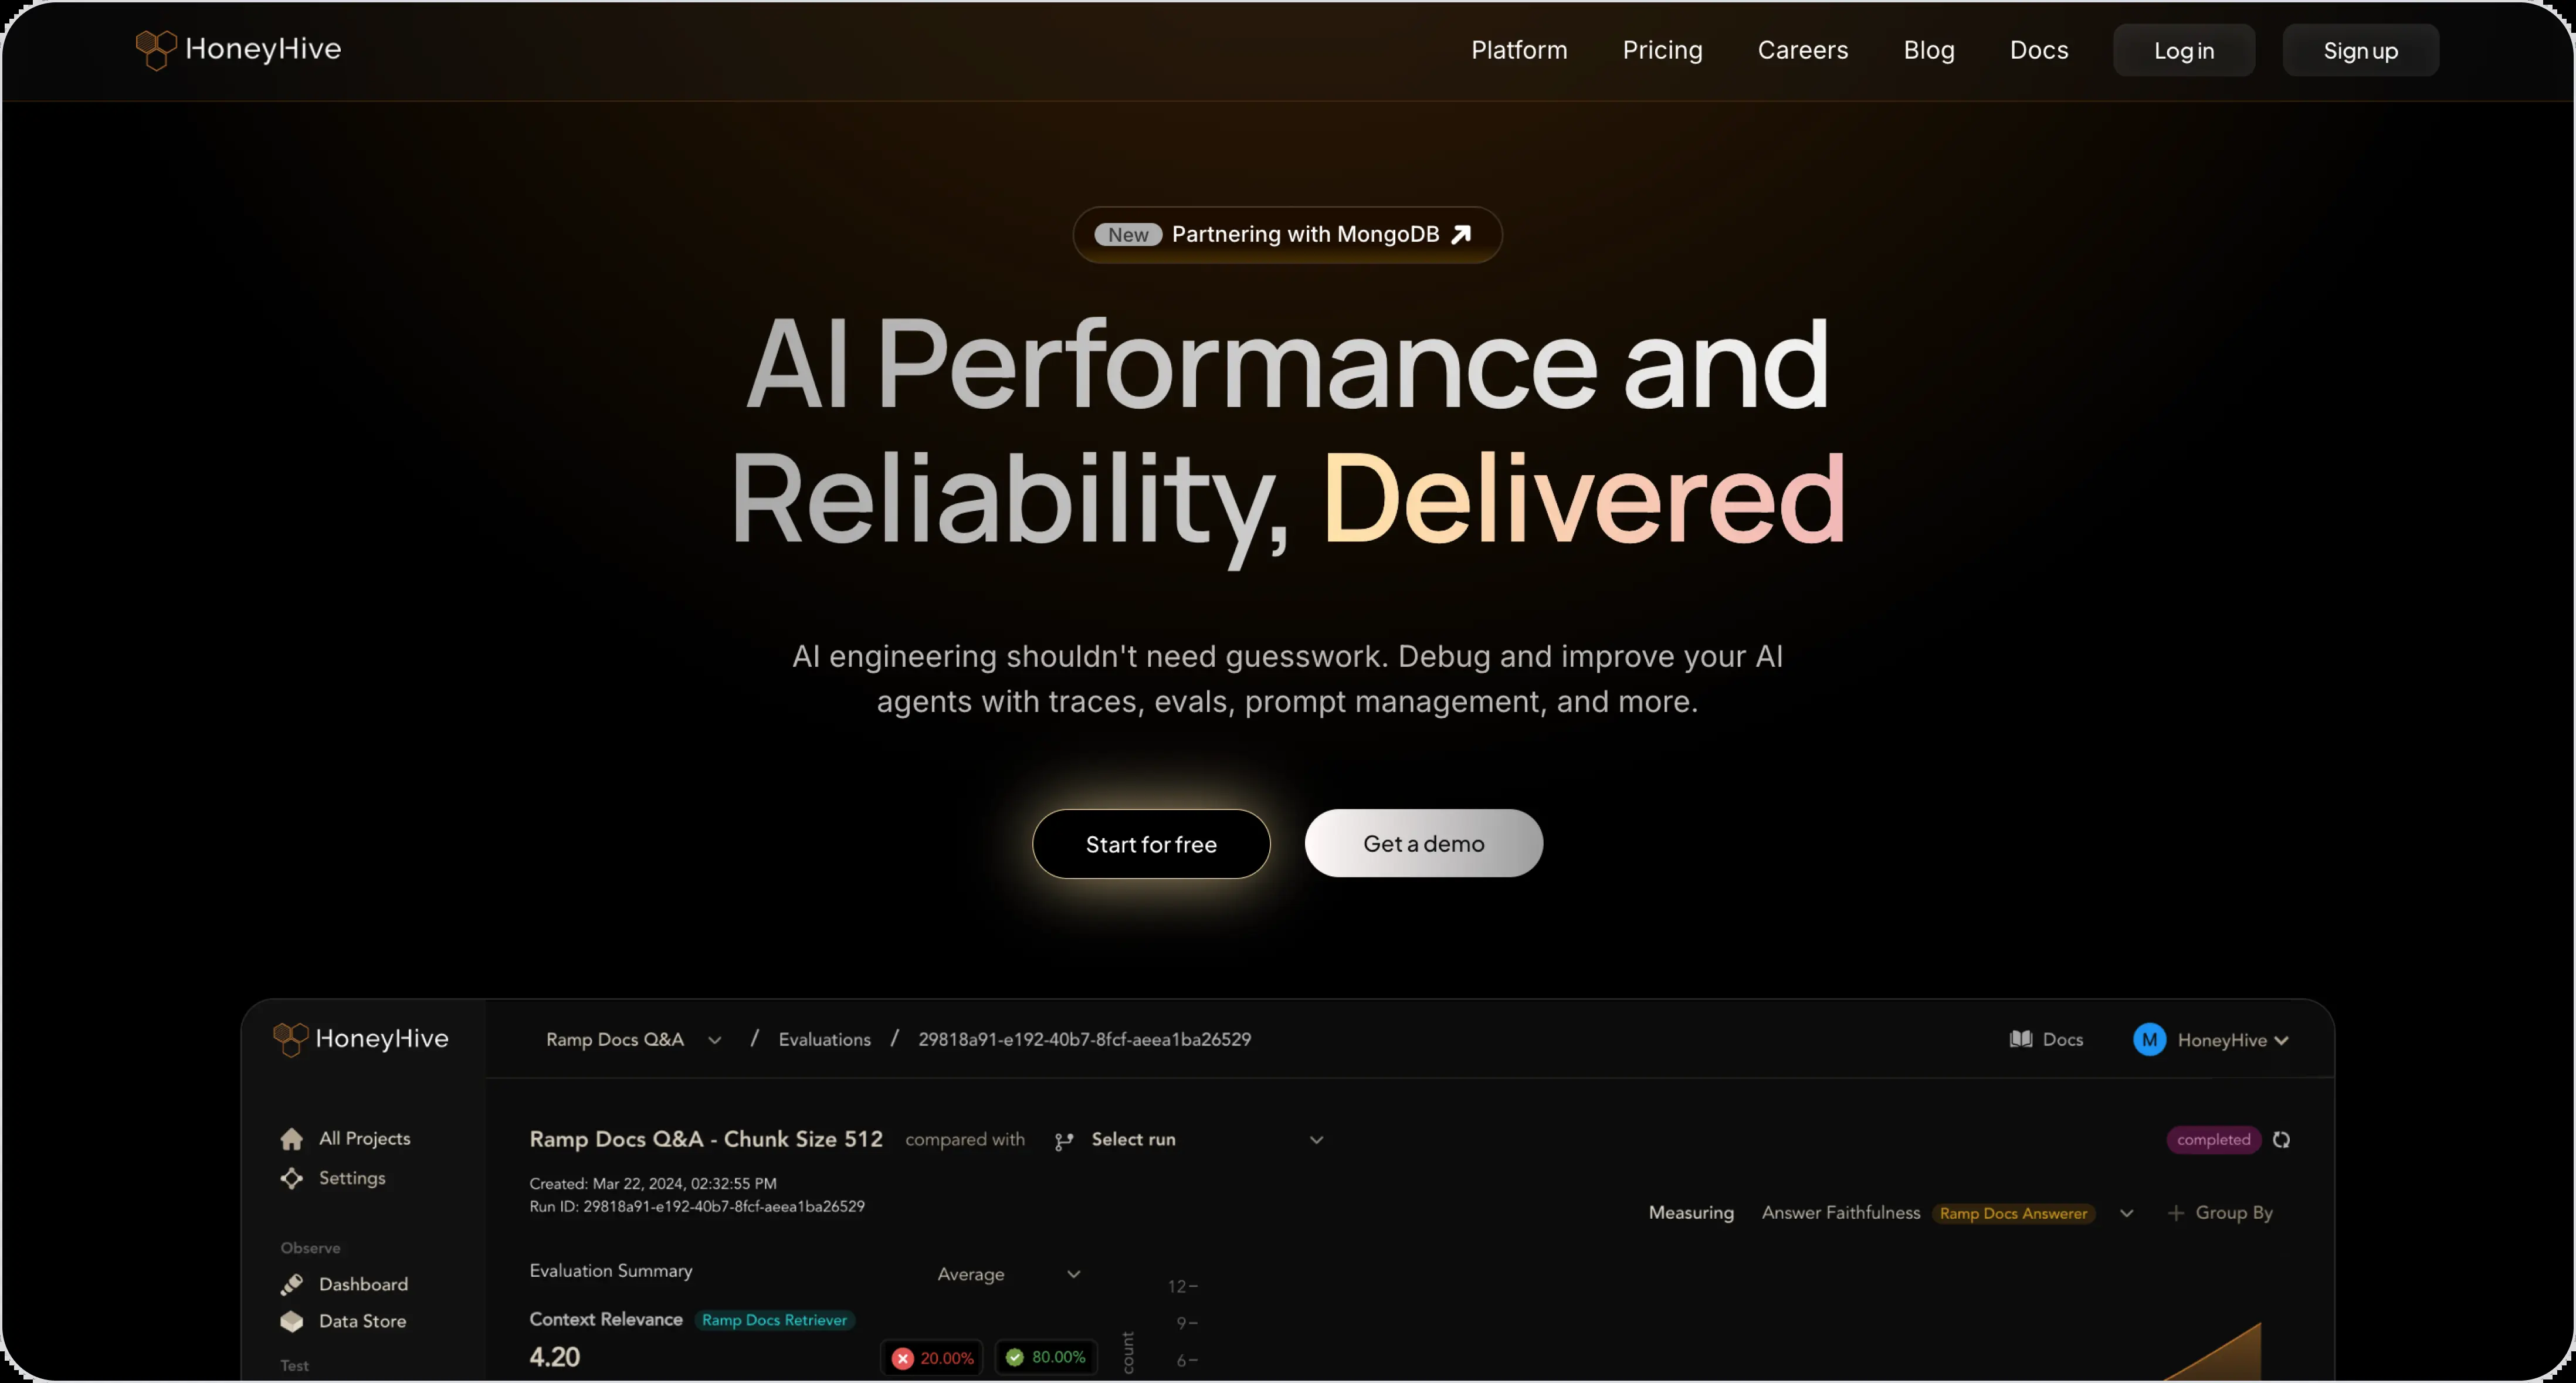 HoneyHive
Platform Pricing Careers Blog Docs Log in Sign up
New Partnering with MongoDB
AI Performance and
Reliability, Delivered
AI engineering shouldn't need guesswork. Debug and improve your AI
agents with traces, evals, prompt management, and more.
Start for free Get a demo
HoneyHive
Ramp Docs Q&A / Evaluations / 29818a91-e192-40b7-8fcf-aeea1ba26529
Docs M HoneyHive
All Projects
Settings
Observe
Dashboard
Data Store
Test
Ramp Docs Q&A - Chunk Size 512 compared with Select run
completed
Created: Mar 22, 2024, 02:32:55 PM
Run ID: 29818a91-e192-40b7-8fcf-aeea1ba26529
Measuring Answer Faithfulness Ramp Docs Answerer + Group By
Evaluation Summary Average
Context Relevance Ramp Docs Retriever
4.20 20.00% 80.00%
count
12
9
6